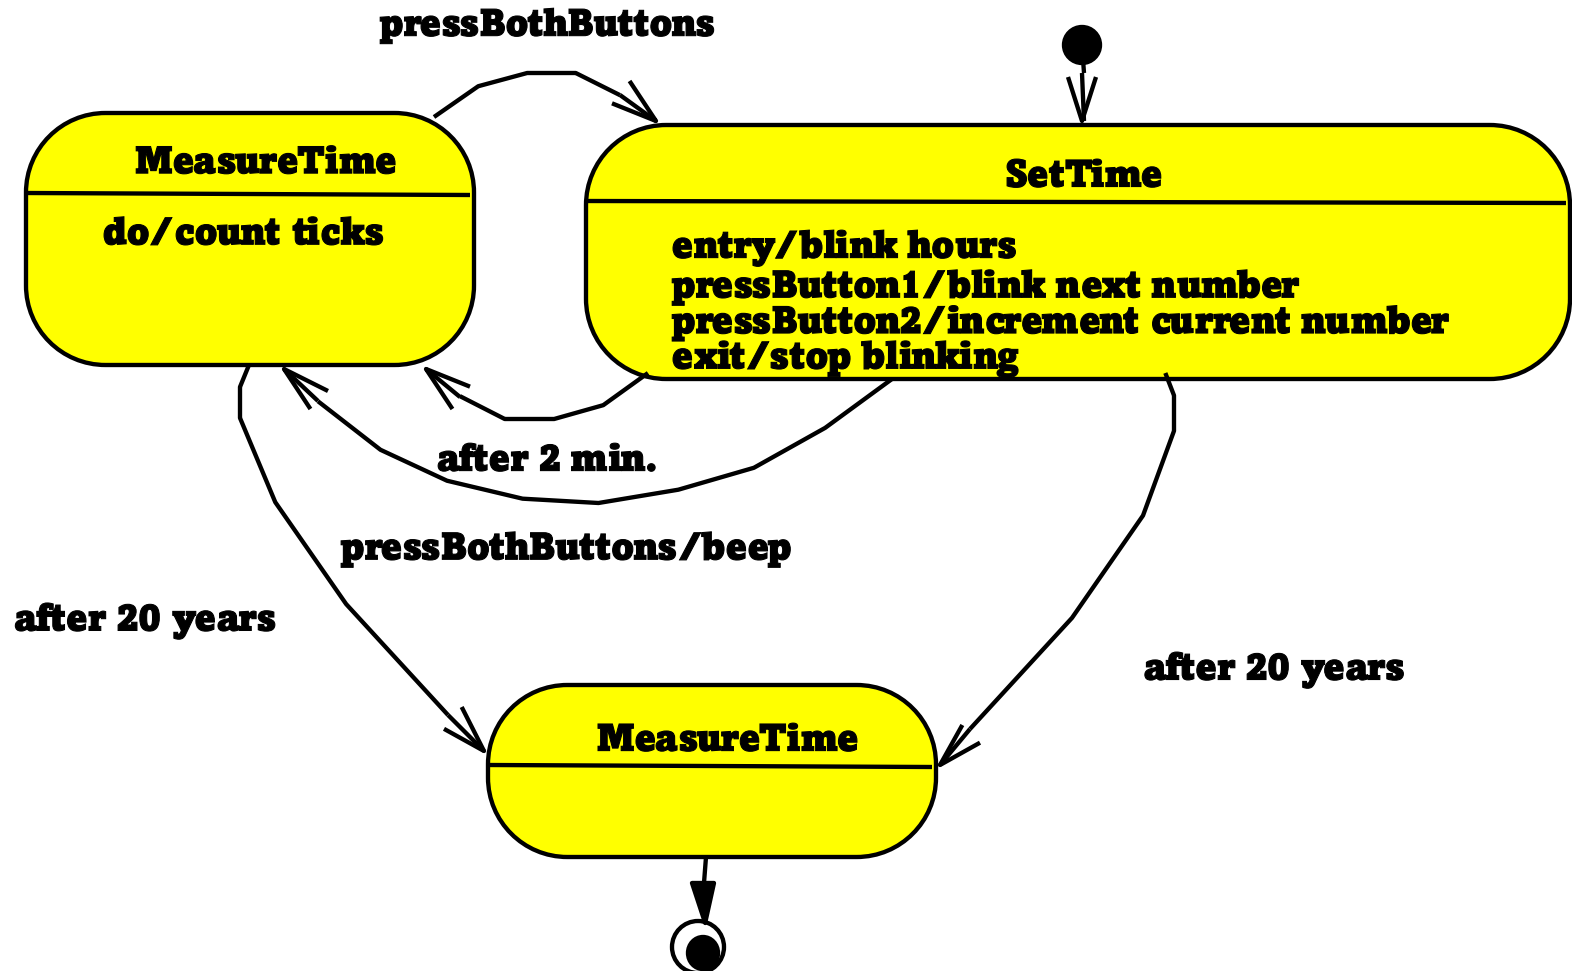 pressBothButtons
MeasureTime
do/count ticks
SetTime
entry/blink hours
pressButton1/blink next number
pressButton2/increment current number
exit/stop blinking
after 2 min.
pressBothButtons/beep
after 20 years
after 20 years
MeasureTime